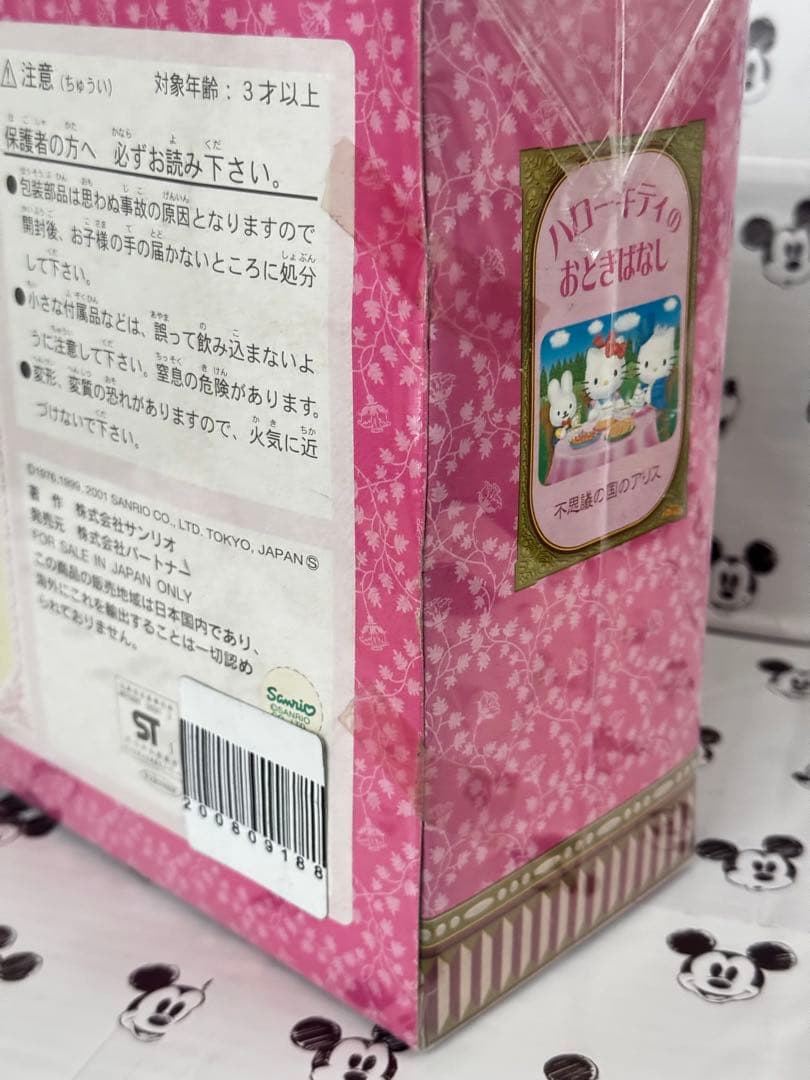 ⚠注意(ちゅうい) 対象年齢:3才以上
保護者の方へ 必ずお読み下さい。
●包装部品は思わぬ事故の原因となりますので
開封後、お子様の手の届かないところに処分
して下さい。
●小さな付属品などは、誤って飲み込まないよ
うに注意して下さい。窒息の危険があります。
●変形、変質の恐れがありますので、火気に近
づけないで下さい。
©1976,1999, 2001 SANRIO CO., LTD. TOKYO, JAPAN Ⓢ
著 作 株式会社サンリオ
発売元 株式会社パートナー
FOR SALE IN JAPAN ONLY
この商品の販売地域は日本国内であり、
海外にこれを輸出することは一切認め
られておりません。
ST
Sanrio
©SANRIO
200809188
ハローキティの
おとぎばなし
不思議の国のアリス